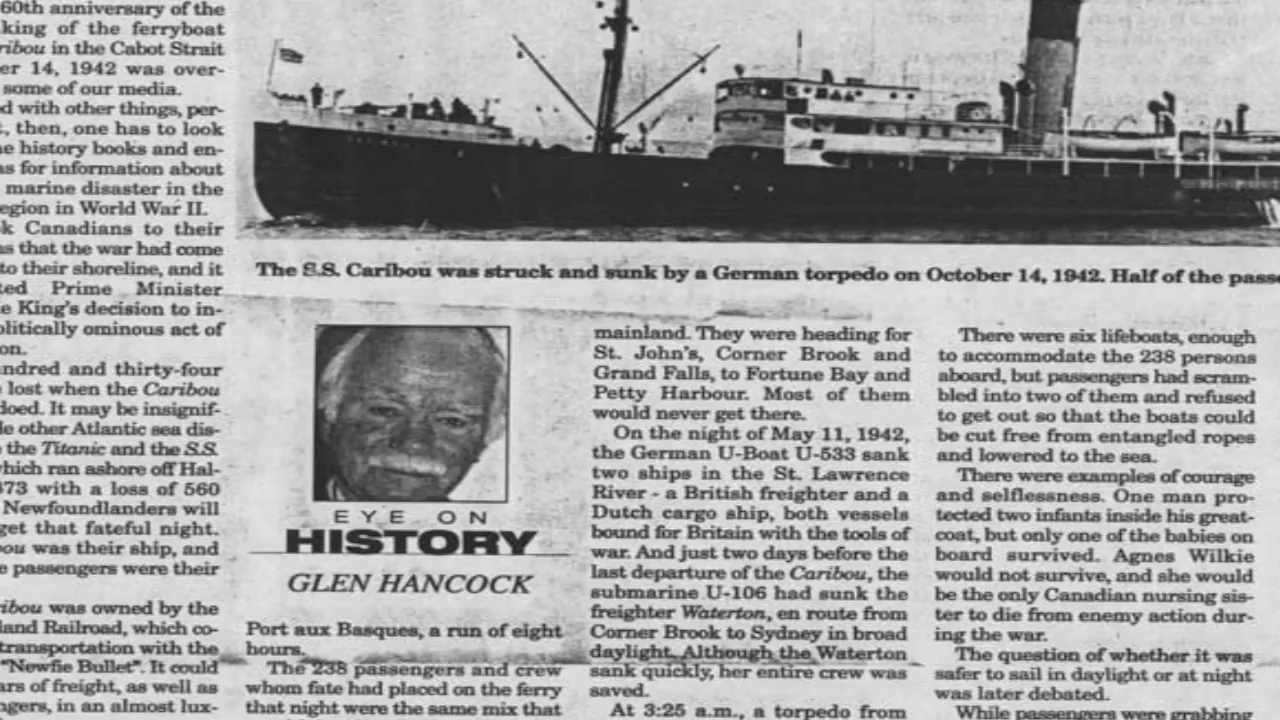 60th anniversary of the
king of the ferryboat
ribou in the Cabot Strait
er 14, 1942 was over-
some of our media.
d with other things, per-
, then, one has to look
e history books and en-
as for information about
marine disaster in the
egion in World War II.
k Canadians to their
s that the war had come
to their shoreline, and it
ted Prime Minister
e King's decision to in-
olitically ominous act of
on.
undred and thirty-four
lost when the Caribou
doed. It may be insignif-
le other Atlantic sea dis-
the Titanic and the S.S.
which ran ashore off Hal-
873 with a loss of 560
Newfoundlanders will
get that fateful night.
ou was their ship, and
e passengers were their
ribou was owned by the
land Railroad, which co-
transportation with the
"Newfie Bullet". It could
ars of freight, as well as
ngers, in an almost lux-
The S.S. Caribou was struck and sunk by a German torpedo on October 14, 1942. Half of the passe
EYE ON
HISTORY
GLEN HANCOCK
Port aux Basques, a run of eight
hours.
The 238 passengers and crew
whom fate had placed on the ferry
that night were the same mix that
mainland. They were heading for
St. John's, Corner Brook and
Grand Falls, to Fortune Bay and
Petty Harbour. Most of them
would never get there.
On the night of May 11, 1942,
the German U-Boat U-533 sank
two ships in the St. Lawrence
River - a British freighter and a
Dutch cargo ship, both vessels
bound for Britain with the tools of
war. And just two days before the
last departure of the Caribou, the
submarine U-106 had sunk the
freighter Waterton, en route from
Corner Brook to Sydney in broad
daylight. Although the Waterton
sank quickly, her entire crew was
saved.
At 3:25 a.m., a torpedo from
There were six lifeboats, enough
to accommodate the 238 persons
aboard, but passengers had scram-
bled into two of them and refused
to get out so that the boats could
be cut free from entangled ropes
and lowered to the sea.
There were examples of courage
and selflessness. One man pro-
tected two infants inside his great-
coat, but only one of the babies on
board survived. Agnes Wilkie
would not survive, and she would
be the only Canadian nursing sis-
ter to die from enemy action dur-
ing the war.
The question of whether it was
safer to sail in daylight or at night
was later debated.
While passengers were grabbing